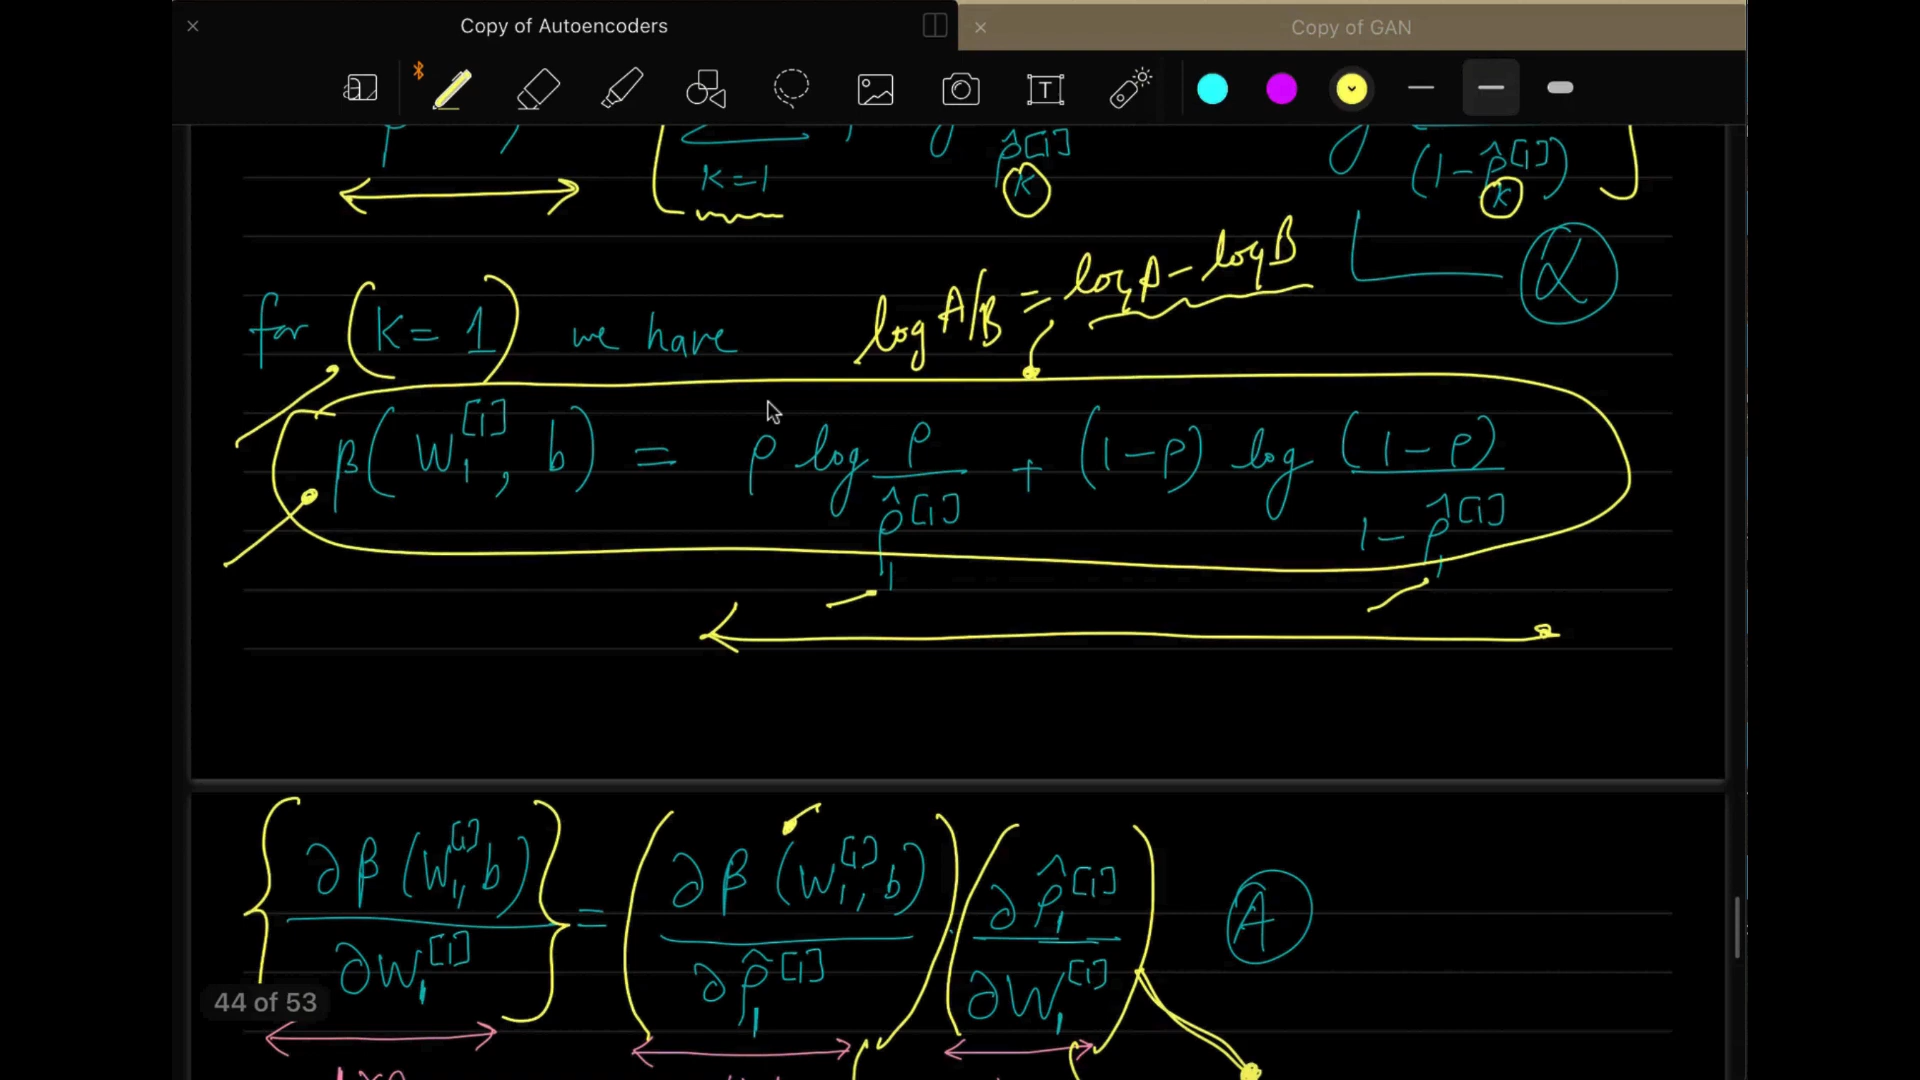 Copy of Autoencoders
Copy of GAN
K=1
ρ̂[1]
k
(1-ρ̂[1])
k
α
log A/B = log A - log B
for (K= 1) we have
β(W₁[1], b) = ρ log ρ/ρ̂₁[1] + (1-ρ) log (1-ρ)/1-ρ̂₁[1]
∂β(W₁[1], b)/∂W₁[1] = (∂β(W₁[1], b)/∂ρ̂₁[1]) · (∂ρ̂₁[1]/∂W₁[1]) A
44 of 53